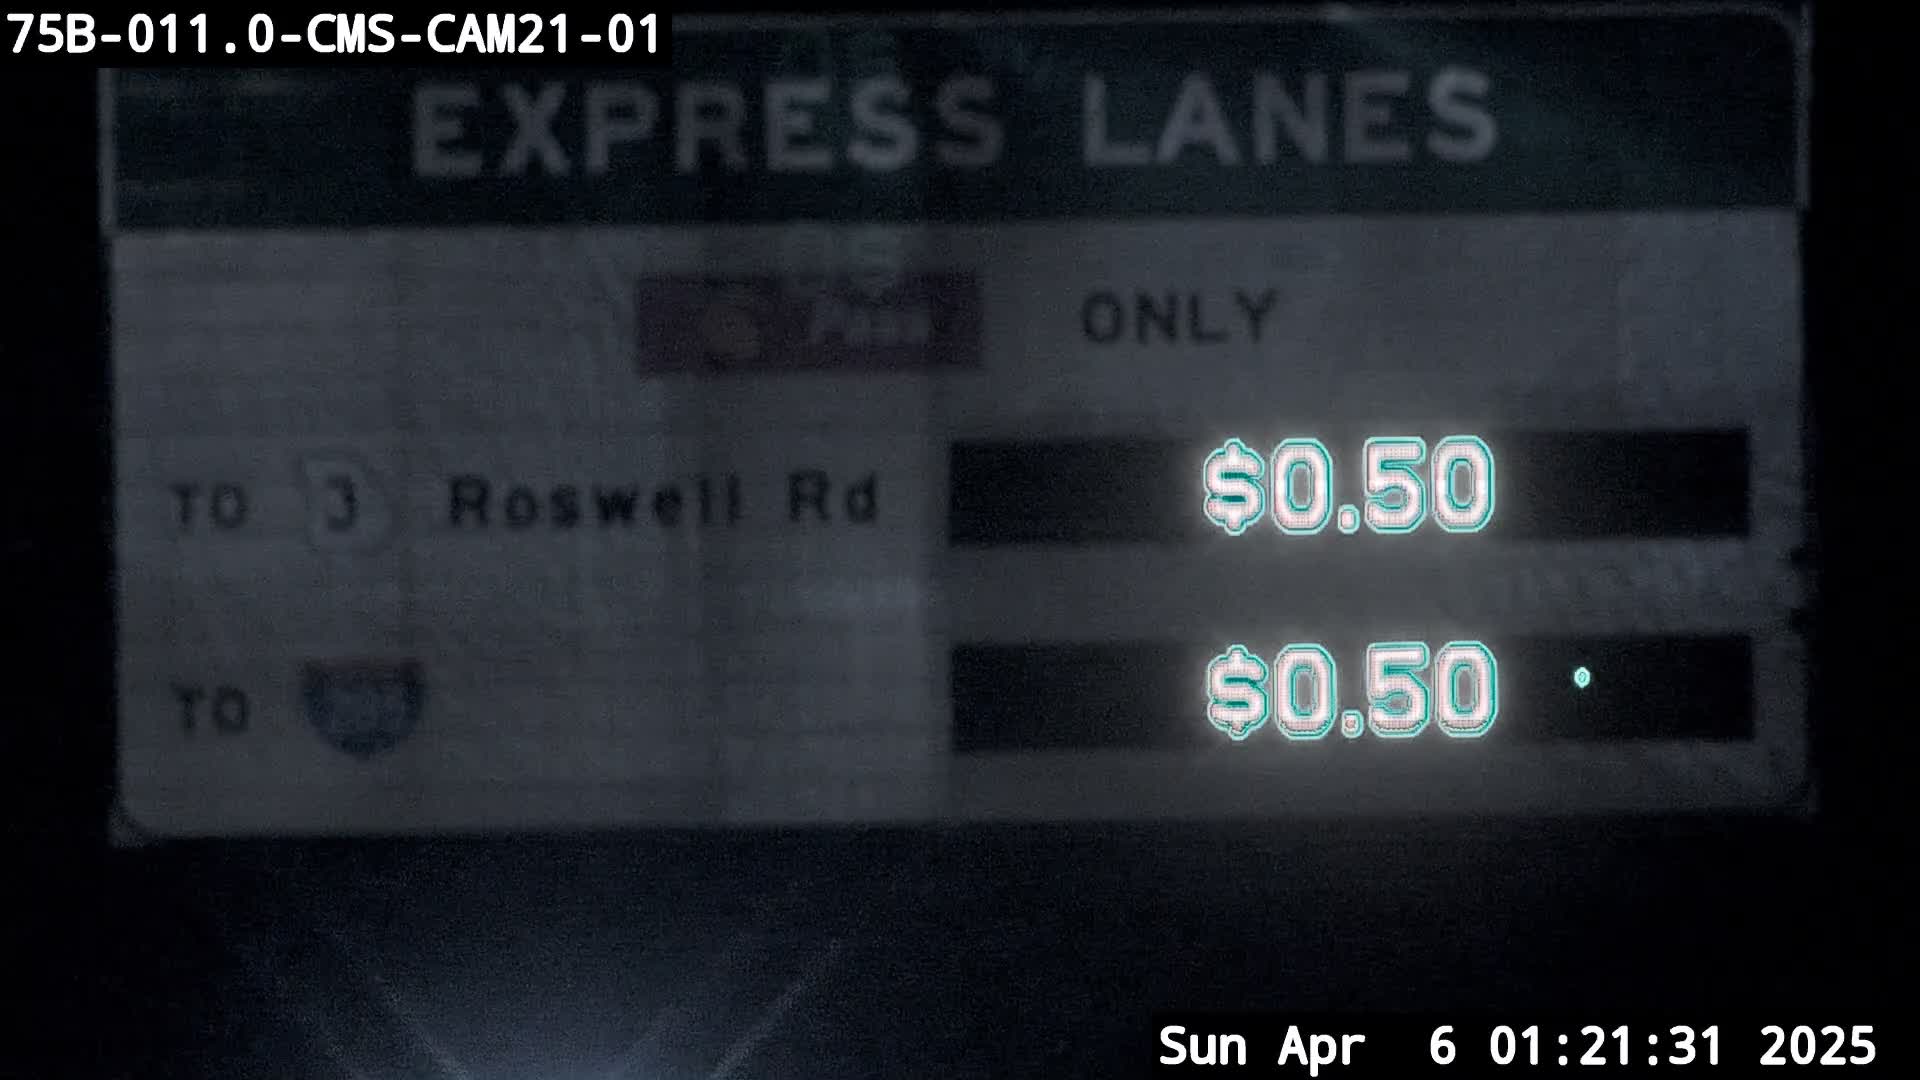 75B-011.0-CMS-CAM21-01
EXPRESS LANES
Pass ONLY
TO 3 Roswell Rd $0.50
TO $0.50
Sun Apr 6 01:21:31 2025